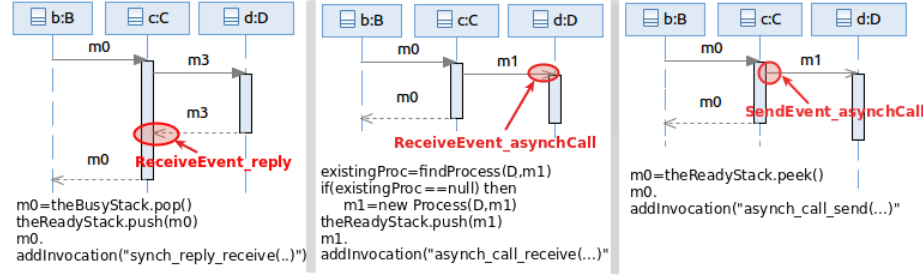 b:B
c:C
d:D
m0
m3
m3
ReceiveEvent_reply
m0
m0=theBusyStack.pop()
theReadyStack.push(m0)
m0.
addInvocation("synch_reply_receive(..)")
b:B
c:C
d:D
m0
m1
m0
ReceiveEvent_asynchCall
existingProc=findProcess(D,m1)
if(existingProc==null) then
m1=new Process(D,m1)
theReadyStack.push(m1)
m1.
addInvocation("asynch_call_receive(...)"
b:B
c:C
d:D
m0
m1
m0
SendEvent_asynchCall
m0=theReadyStack.peek()
m0.
addInvocation("asynch_call_send(...)"